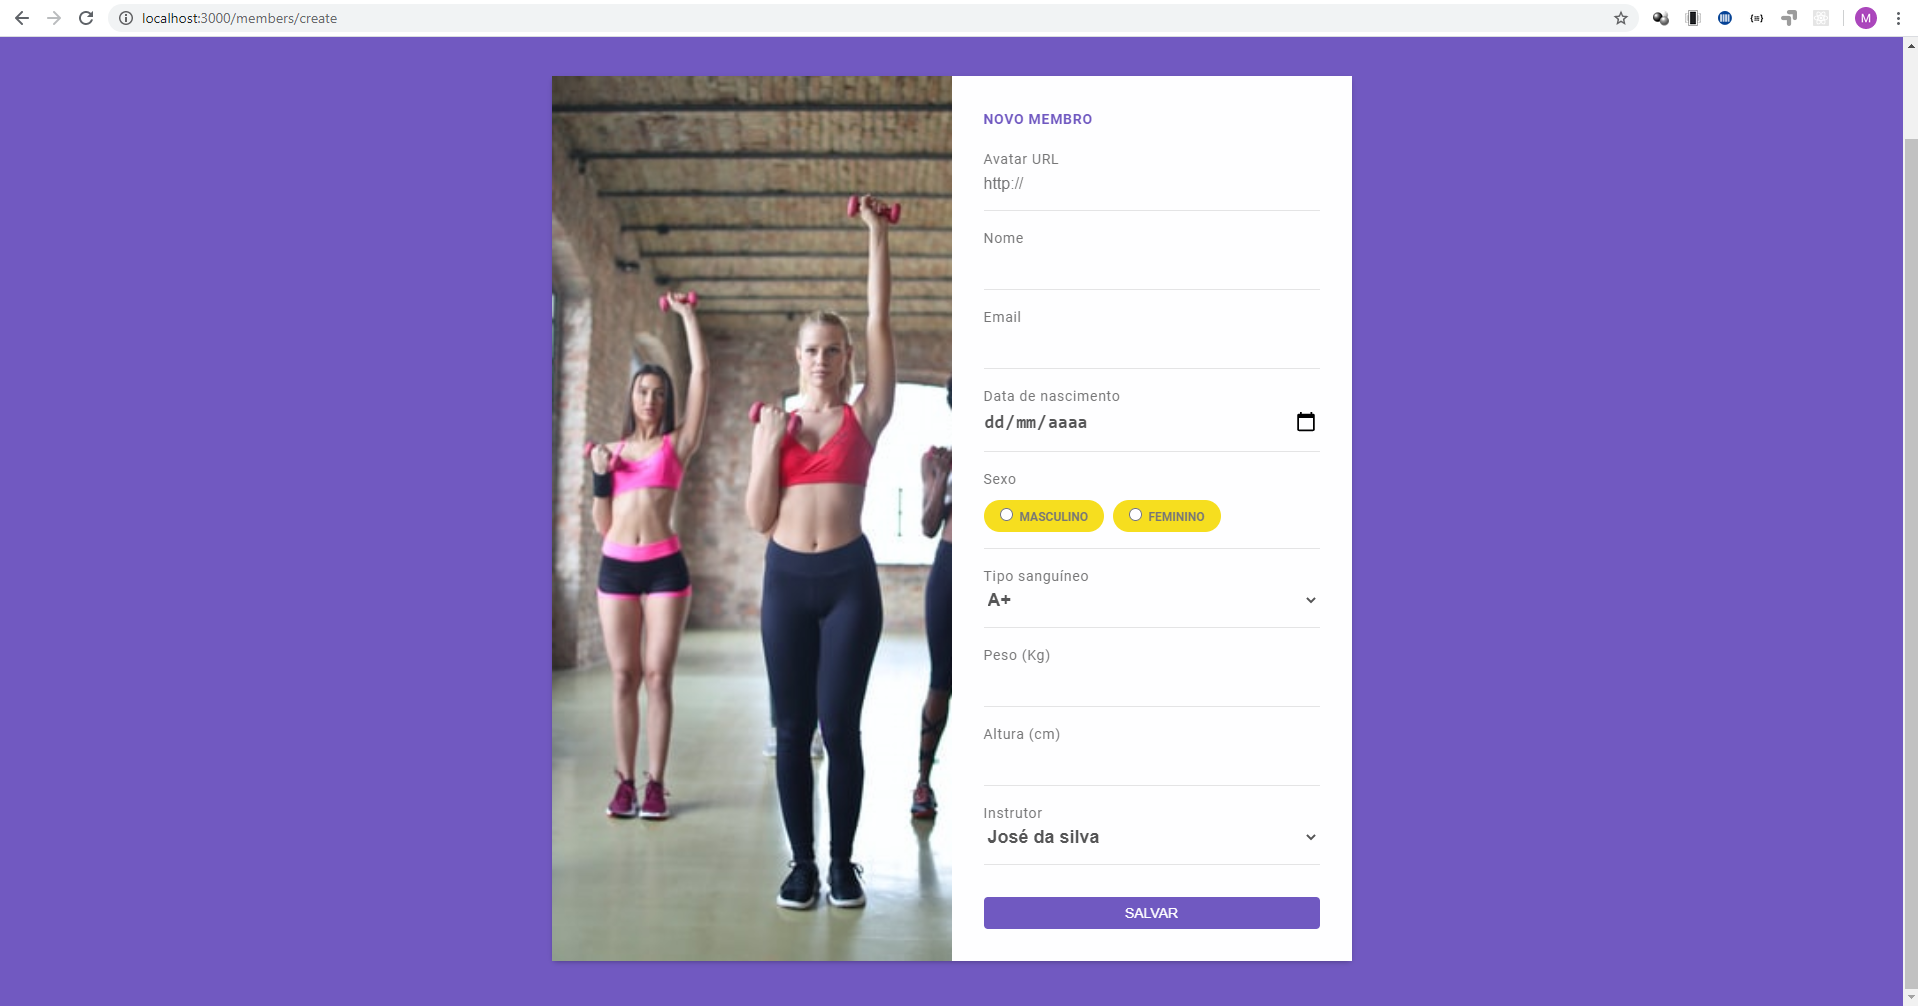 localhost:3000/members/create
M
NOVO MEMBRO
Avatar URL
http://
Nome
Email
Data de nascimento
dd/mm/aaaa
Sexo
MASCULINO FEMININO
Tipo sanguíneo
A+
Peso (Kg)
Altura (cm)
Instrutor
José da silva
SALVAR